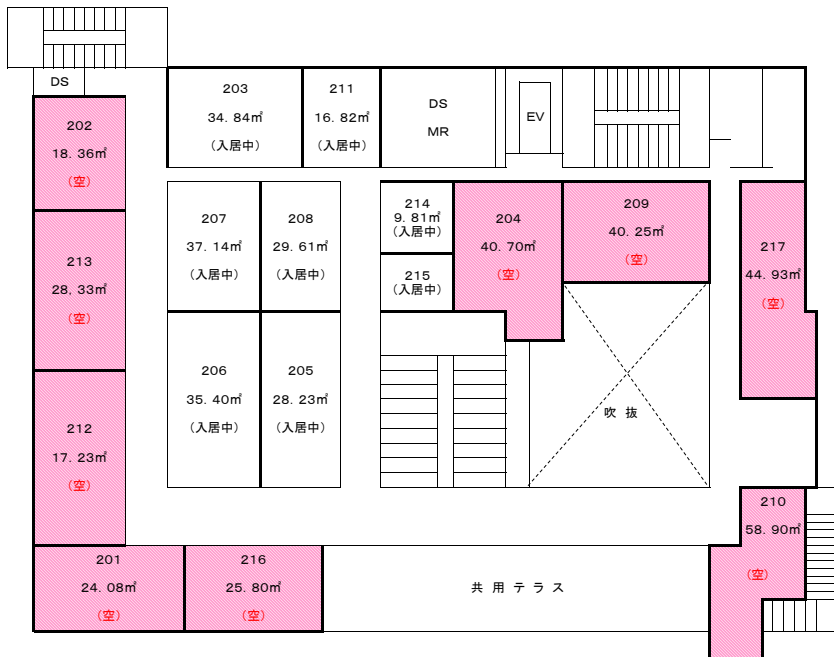 DS
202
18. 36㎡
(空)
203
34. 84㎡
(入居中)
211
16. 82㎡
(入居中)
DS
MR
EV
213
28, 33㎡
(空)
207
37. 14㎡
(入居中)
208
29. 61㎡
(入居中)
214
9. 81㎡
(入居中)
215
(入居中)
204
40. 70㎡
(空)
209
40. 25㎡
(空)
217
44. 93㎡
(空)
212
17. 23㎡
(空)
206
35. 40㎡
(入居中)
205
28. 23㎡
(入居中)
吹 抜
210
58. 90㎡
(空)
201
24. 08㎡
(空)
216
25. 80㎡
(空)
共 用 テ ラ ス